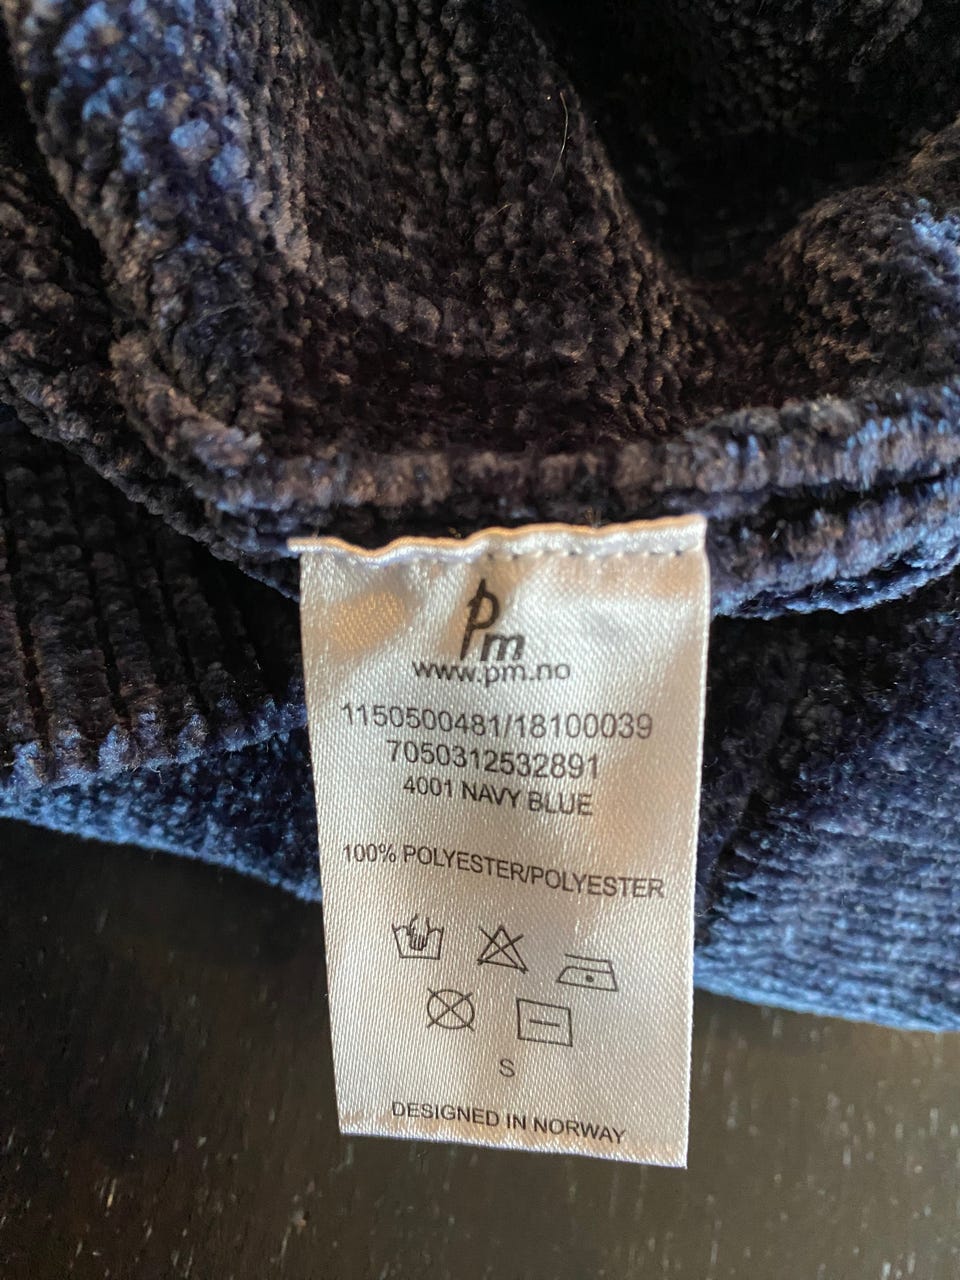 Pm
www.pm.no
1150500481/18100039
7050312532891
4001 NAVY BLUE
100% POLYESTER/POLYESTER
S
DESIGNED IN NORWAY